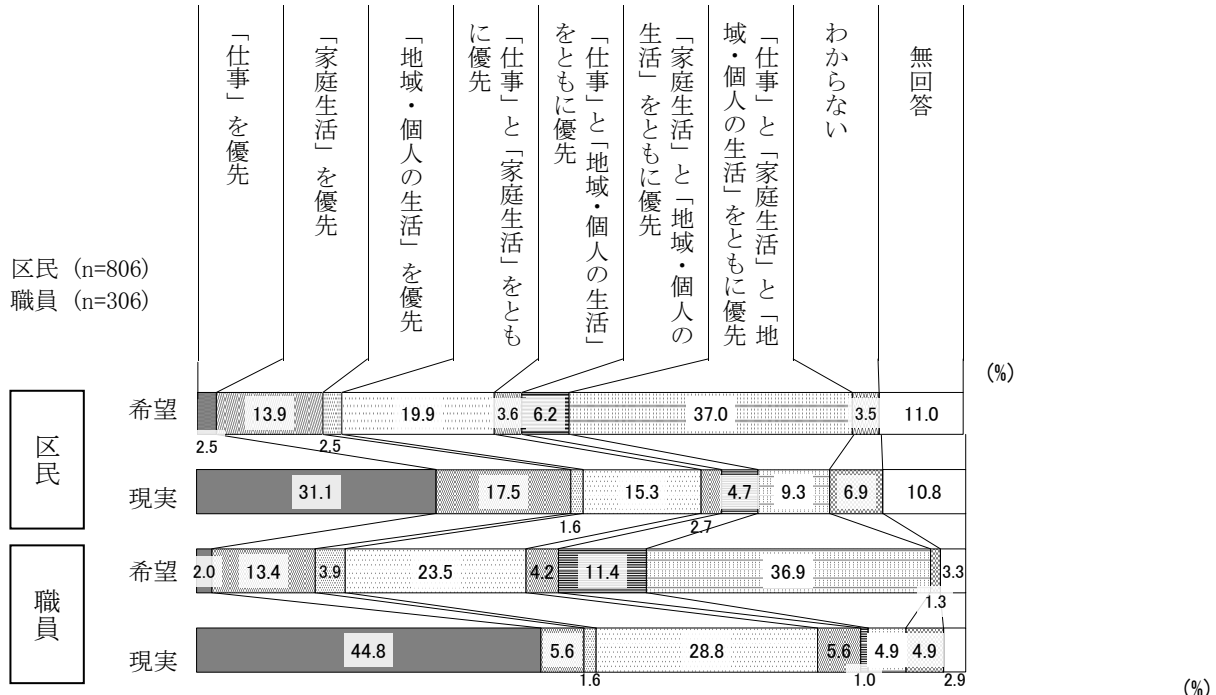 「仕事」を優先
「家庭生活」を優先
「地域・個人の生活」を優先
「仕事」と「家庭生活」をとも
に優先
「仕事」と「地域・個人の生活」
をともに優先
「家庭生活」と「地域・個人の
生活」をともに優先
「仕事」と「家庭生活」と「地
域・個人の生活」をともに優先
わからない
無回答
区民 (n=806)
職員 (n=306)
(%)
区民
希望
2.5
13.9
2.5
19.9
3.6
6.2
37.0
3.5
11.0
現実
31.1
17.5
1.6
15.3
2.7
4.7
9.3
6.9
10.8
職員
希望
2.0
13.4
3.9
23.5
4.2
11.4
36.9
1.3
3.3
現実
44.8
5.6
1.6
28.8
5.6
1.0
4.9
4.9
2.9
(%)